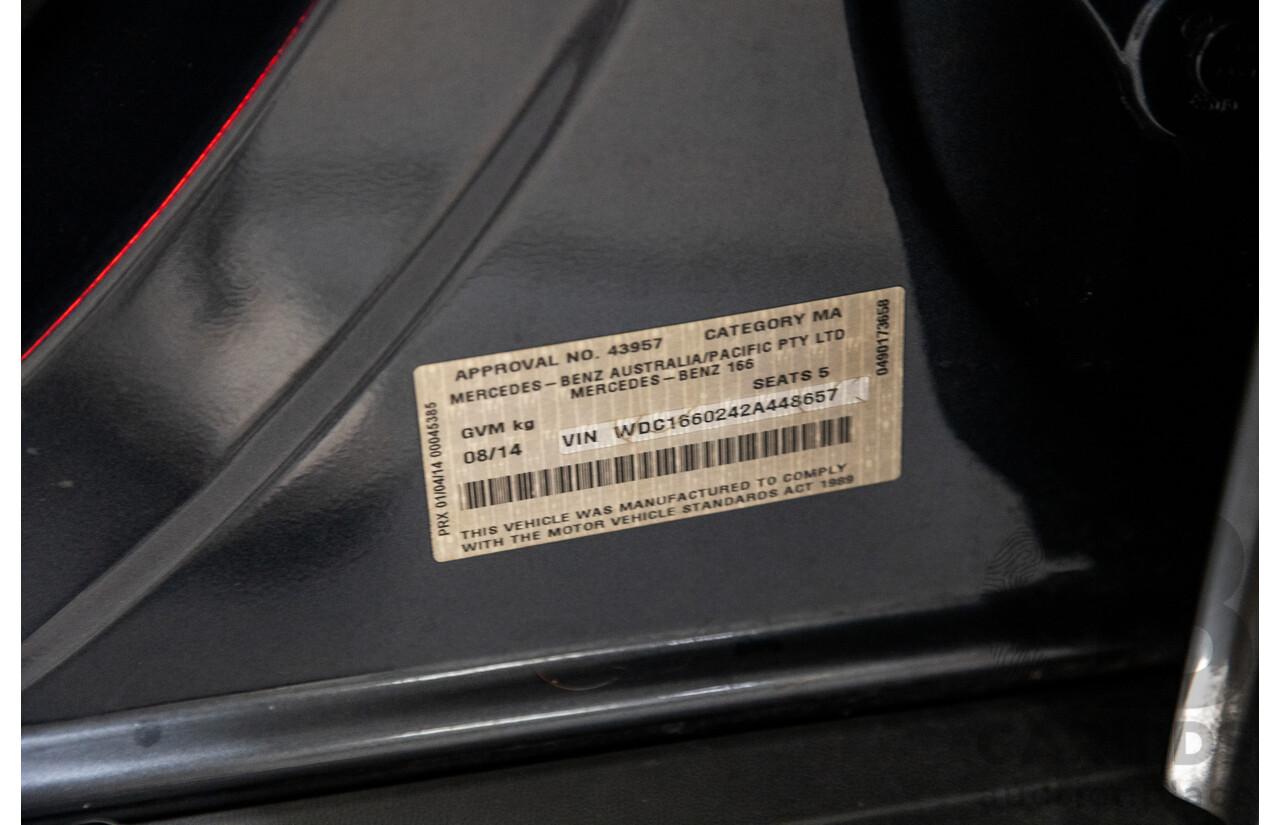 APPROVAL NO. 43957 CATEGORY MA
MERCEDES-BENZ AUSTRALIA/PACIFIC PTY LTD
MERCEDES-BENZ 166
GVM kg SEATS 5
08/14 VIN WDC1660242A448657
THIS VEHICLE WAS MANUFACTURED TO COMPLY
WITH THE MOTOR VEHICLE STANDARDS ACT 1989
PRX 01/04/14 00045385
0490173658